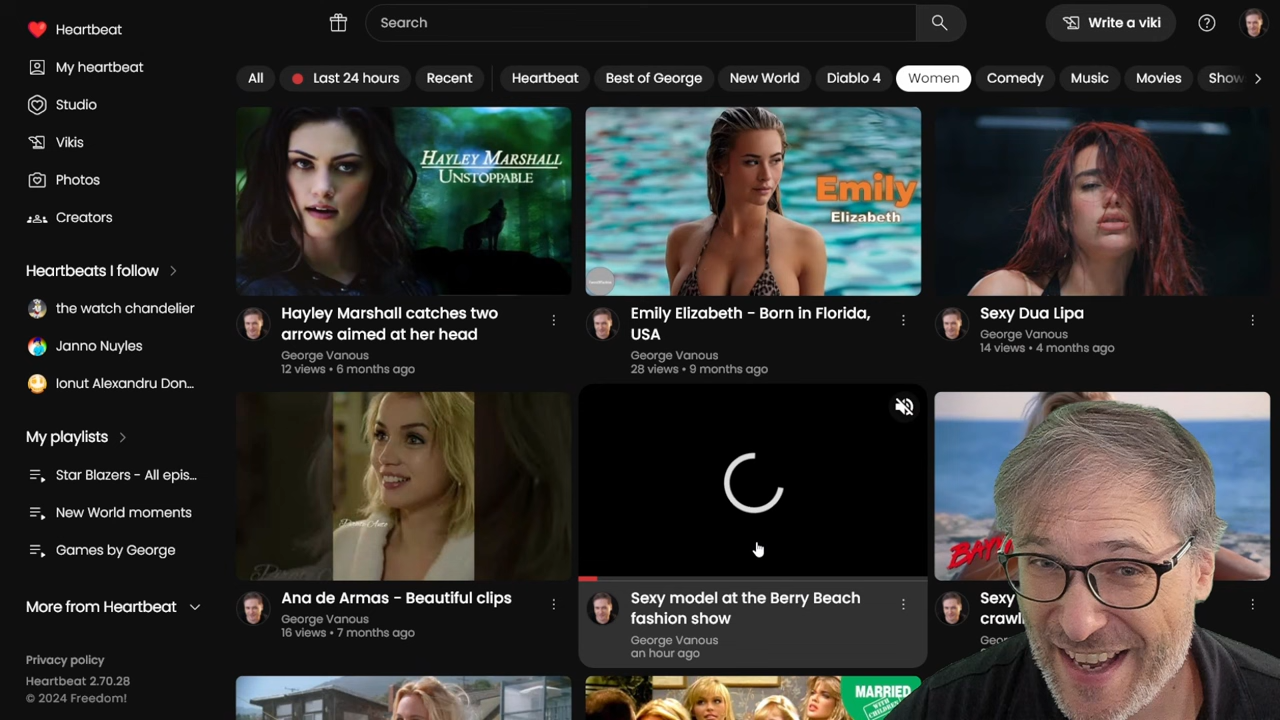 Heartbeat
Search
Write a viki
My heartbeat
Studio
Vikis
Photos
Creators
Heartbeats I follow
the watch chandelier
Janno Nuyles
Ionut Alexandru Don...
My playlists
Star Blazers - All epis...
New World moments
Games by George
More from Heartbeat
Privacy policy
Heartbeat 2.70.28
© 2024 Freedom!
All
Last 24 hours
Recent
Heartbeat
Best of George
New World
Diablo 4
Women
Comedy
Music
Movies
Show
HAYLEY MARSHALL
UNSTOPPABLE
Hayley Marshall catches two
arrows aimed at her head
George Vanous
12 views • 6 months ago
Emily
Elizabeth
Emily Elizabeth - Born in Florida,
USA
George Vanous
28 views • 9 months ago
Sexy Dua Lipa
George Vanous
14 views • 4 months ago
Ana de Armas - Beautiful clips
George Vanous
16 views • 7 months ago
Sexy model at the Berry Beach
fashion show
George Vanous
an hour ago
BAY
Sexy
crawl
Geor
MARRIED
WITH
CHILDREN